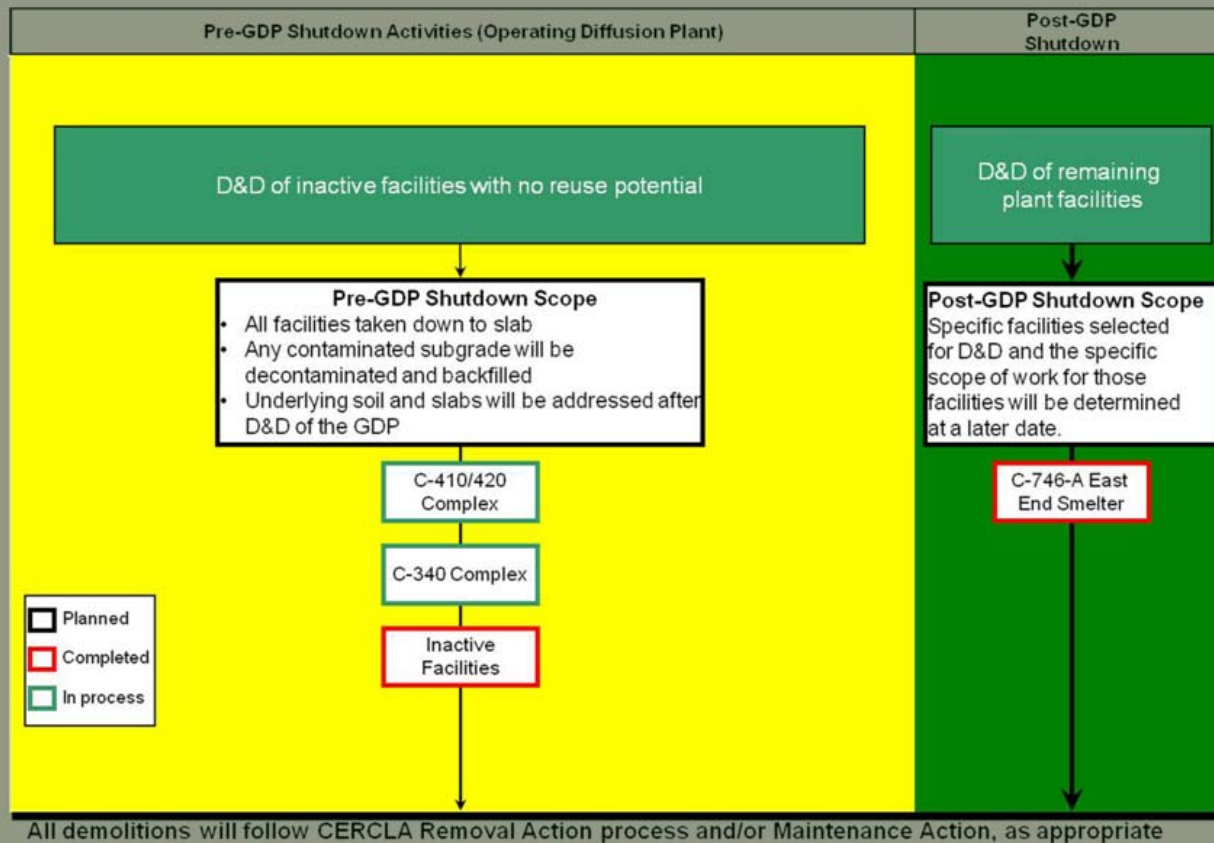 Pre-GDP Shutdown Activities (Operating Diffusion Plant)
Post-GDP
Shutdown
D&D of inactive facilities with no reuse potential
D&D of remaining
plant facilities
Pre-GDP Shutdown Scope
• All facilities taken down to slab
• Any contaminated subgrade will be
decontaminated and backfilled
• Underlying soil and slabs will be addressed after
D&D of the GDP
Post-GDP Shutdown Scope
Specific facilities selected
for D&D and the specific
scope of work for those
facilities will be determined
at a later date.
C-410/420
Complex
C-746-A East
End Smelter
C-340 Complex
Inactive
Facilities
Planned
Completed
In process
All demolitions will follow CERCLA Removal Action process and/or Maintenance Action, as appropriate